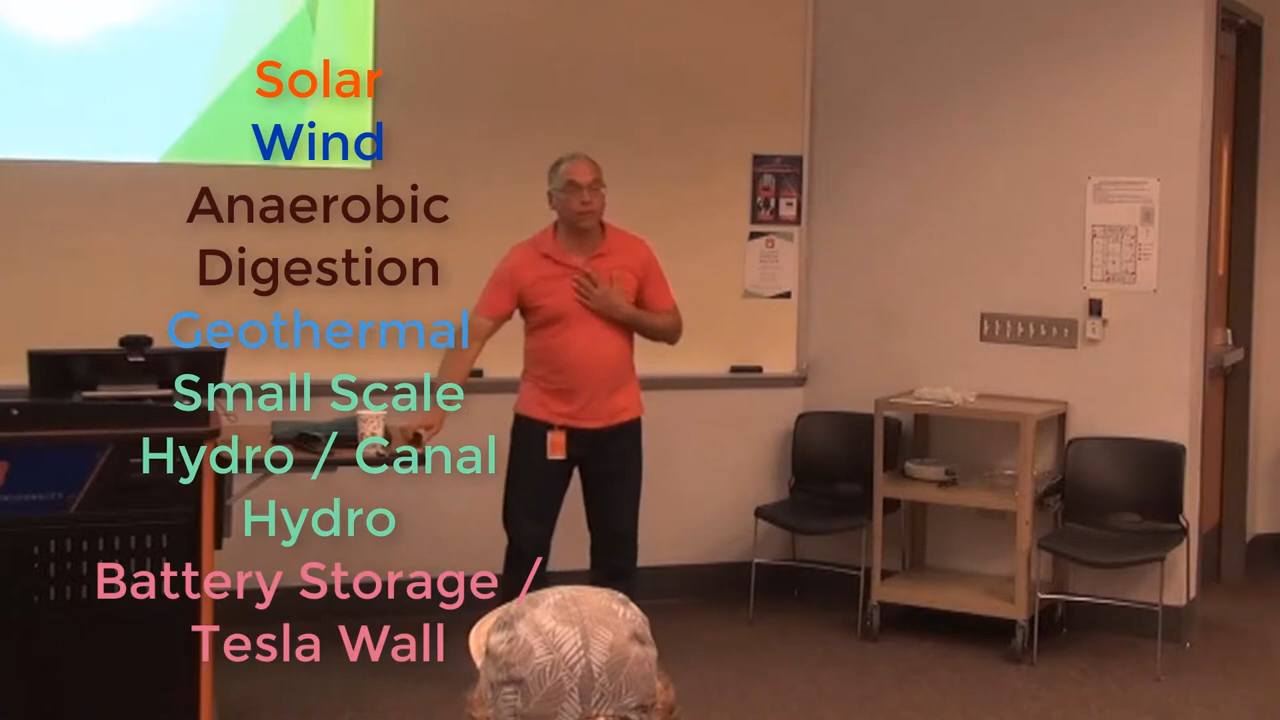 Solar
Wind
Anaerobic
Digestion
Geothermal
Small Scale
Hydro / Canal
Hydro
Battery Storage /
Tesla Wall